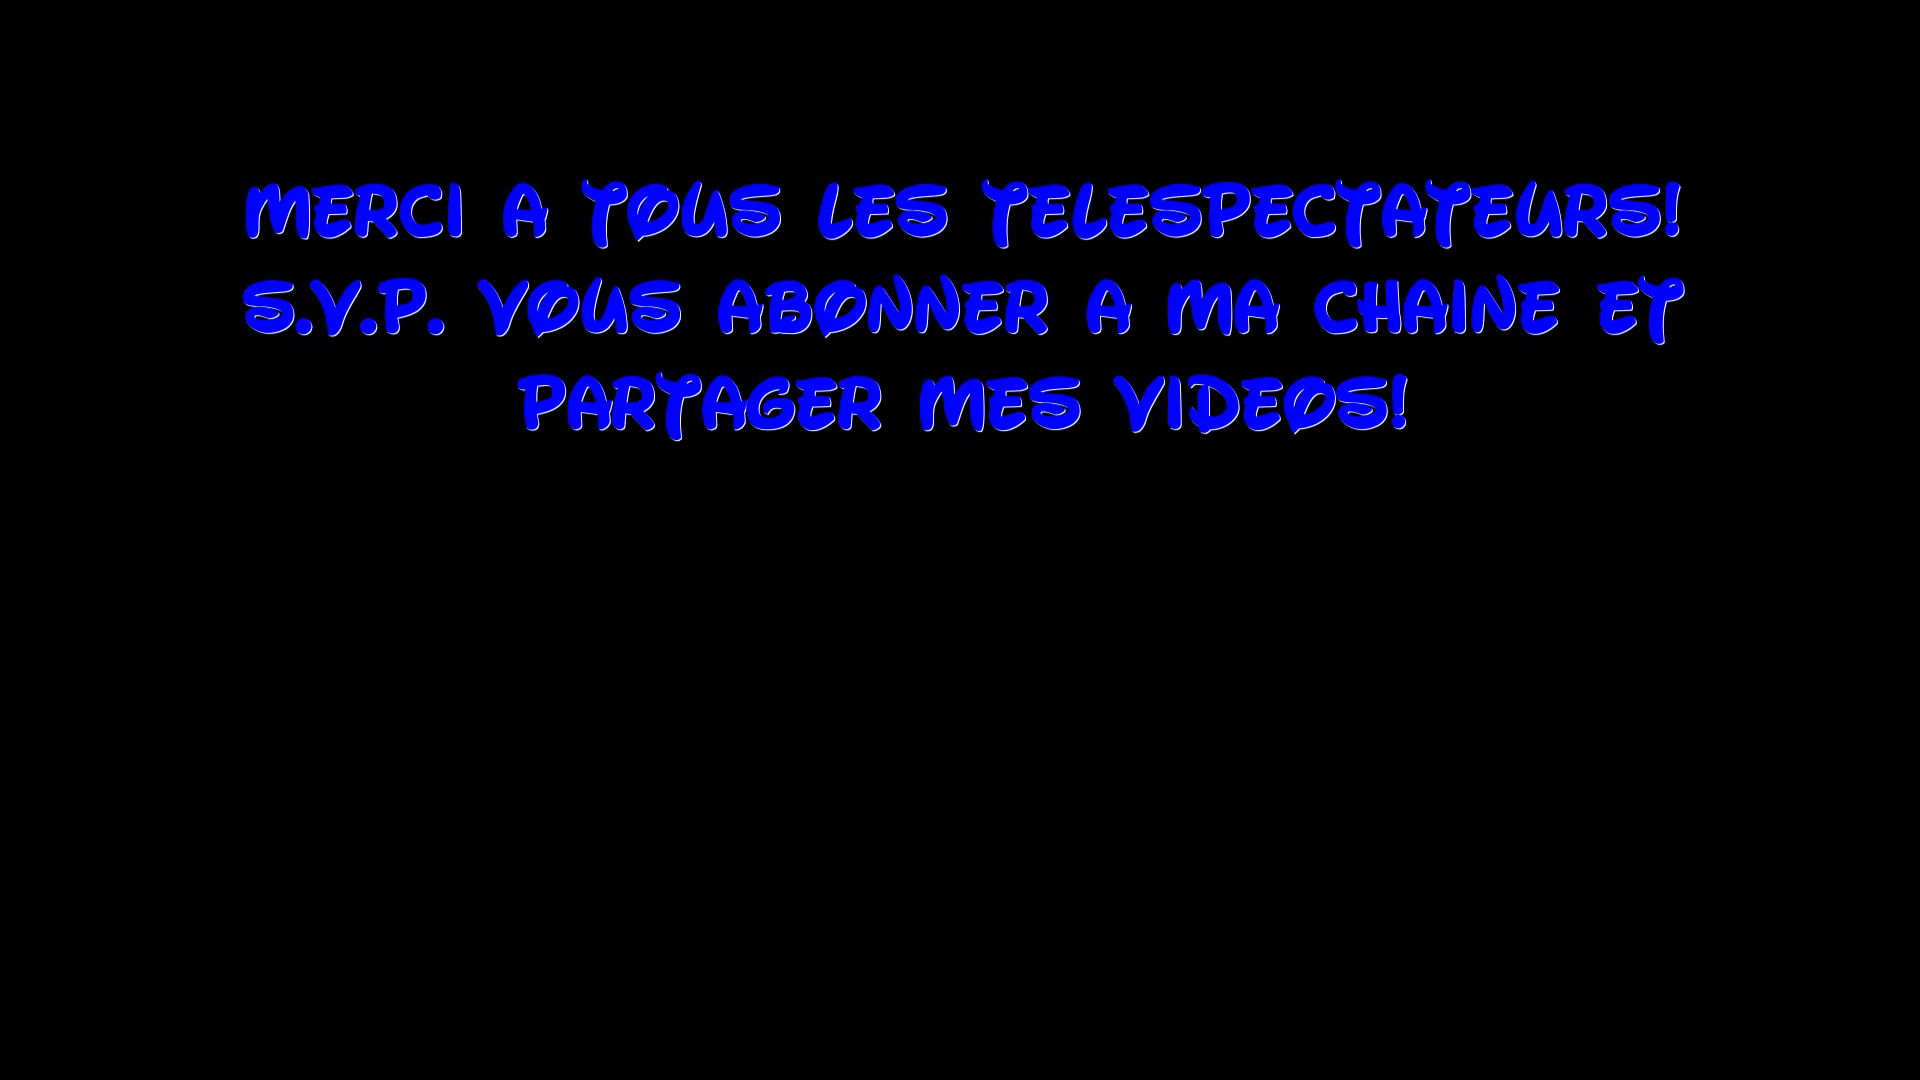 MERCI A TOUS LES TELESPECTATEURS!
S.V.P. VOUS ABONNER A MA CHAINE ET
PARTAGER MES VIDEOS!